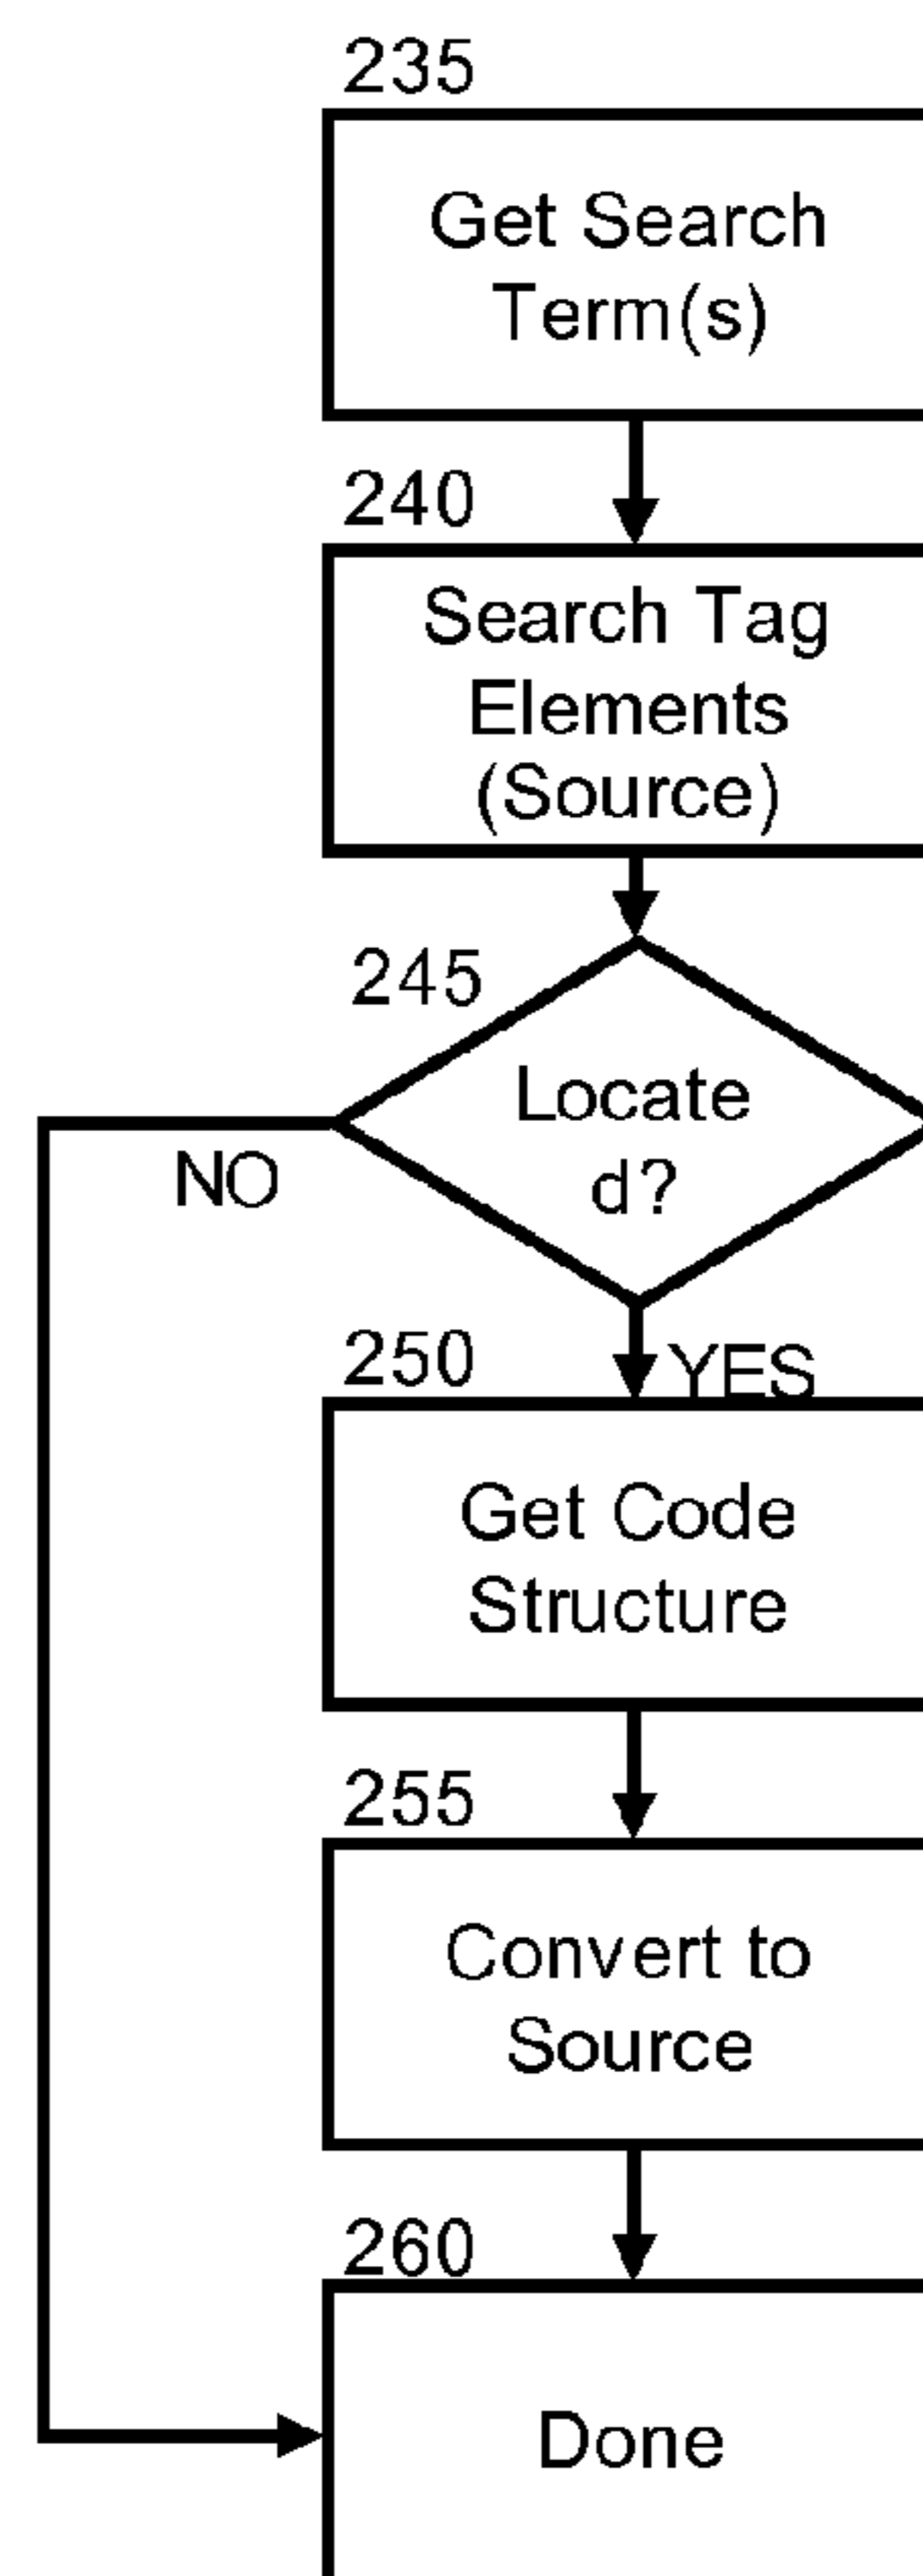 235
Get Search
Term(s)
240
Search Tag
Elements
(Source)
245
Locate
d?
NO
250
YES
Get Code
Structure
255
Convert to
Source
260
Done